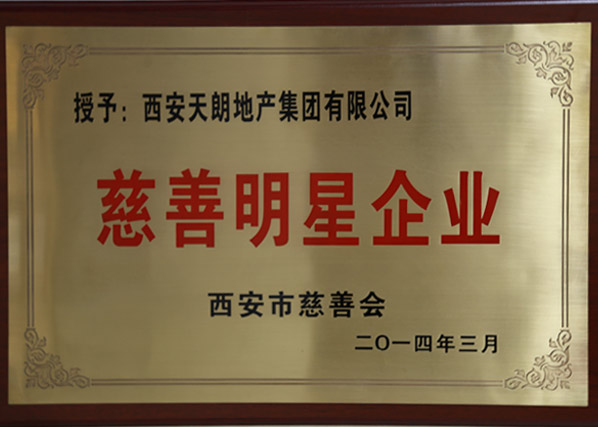 授予：西安天朗地产集团有限公司
慈善明星企业
西安市慈善会
二〇一四年三月